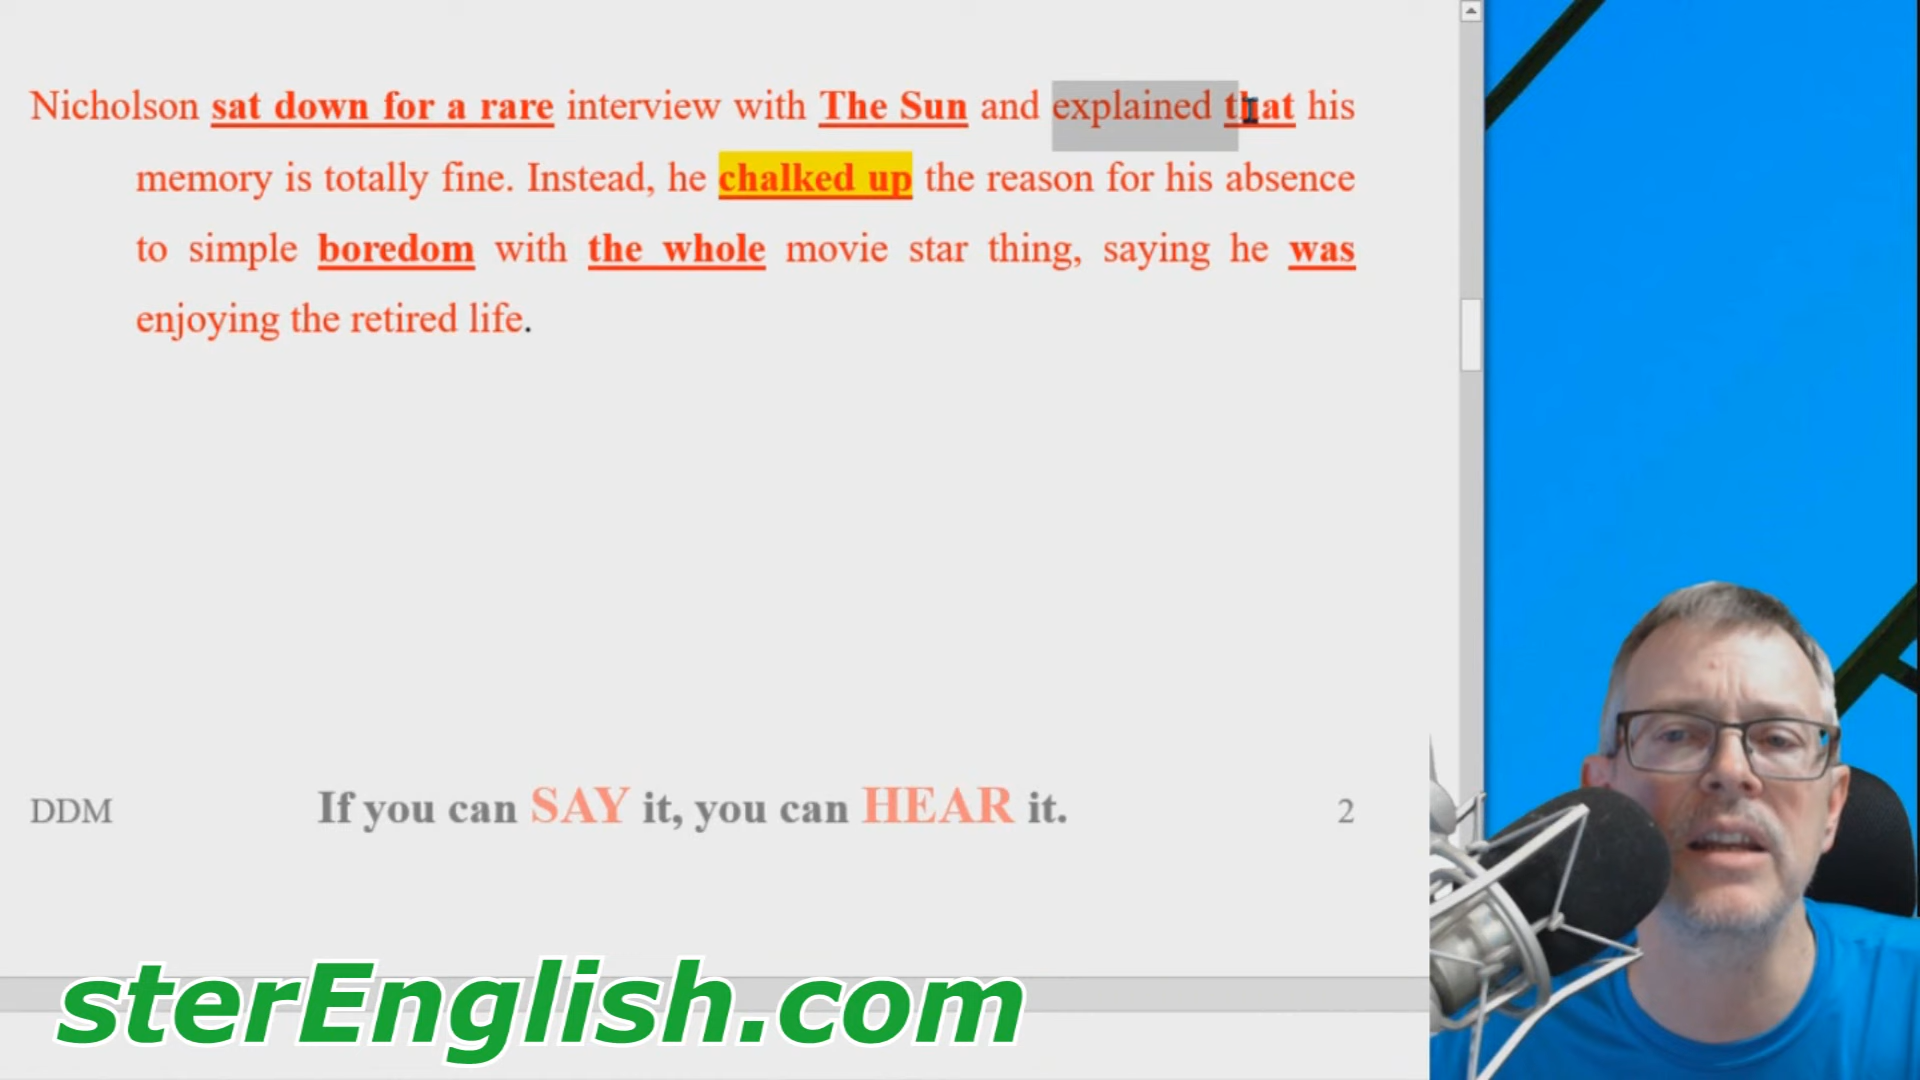 Nicholson sat down for a rare interview with The Sun and explained that his
memory is totally fine. Instead, he chalked up the reason for his absence
to simple boredom with the whole movie star thing, saying he was
enjoying the retired life.
DDM If you can SAY it, you can HEAR it. 2
sterEnglish.com